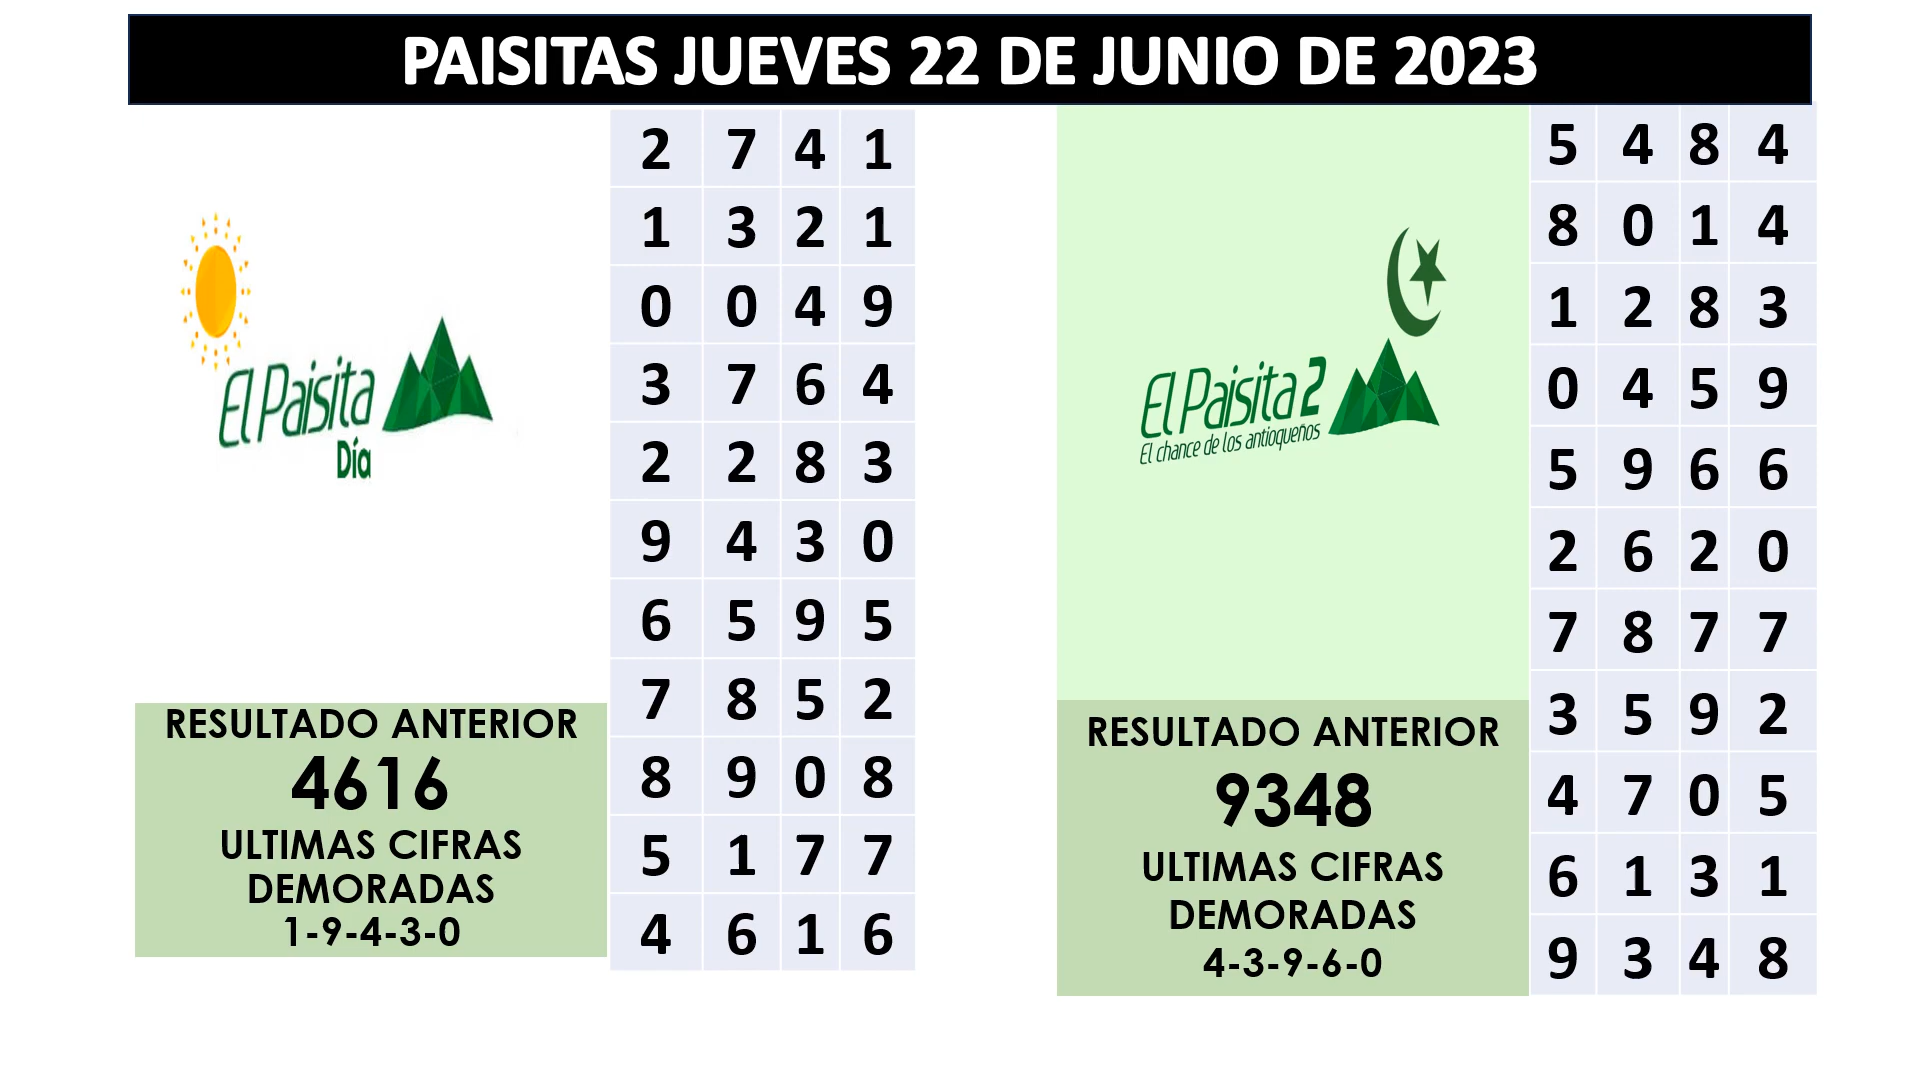 PAISITAS JUEVES 22 DE JUNIO DE 2023
El Paisita
Día
RESULTADO ANTERIOR
4616
ULTIMAS CIFRAS
DEMORADAS
1-9-4-3-0
2 7 4 1
1 3 2 1
0 0 4 9
3 7 6 4
2 2 8 3
9 4 3 0
6 5 9 5
7 8 5 2
8 9 0 8
5 1 7 7
4 6 1 6
El Paisita 2
El chance de los antioqueños
RESULTADO ANTERIOR
9348
ULTIMAS CIFRAS
DEMORADAS
4-3-9-6-0
5 4 8 4
8 0 1 4
1 2 8 3
0 4 5 9
5 9 6 6
2 6 2 0
7 8 7 7
3 5 9 2
4 7 0 5
6 1 3 1
9 3 4 8